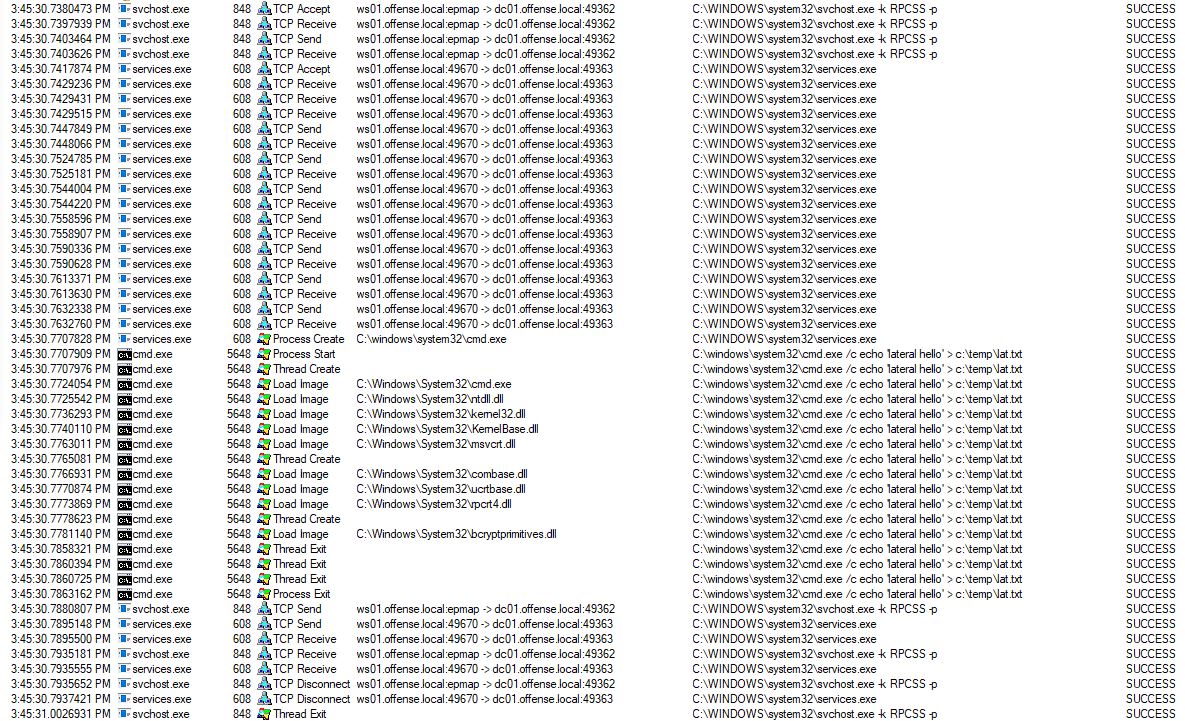 3:45:30.7380473 PM svchost.exe 848 TCP Accept ws01.offense.local:epmap -> dc01.offense.local:49362 C:\WINDOWS\system32\svchost.exe -k RPCSS -p SUCCESS
3:45:30.7397939 PM svchost.exe 848 TCP Receive ws01.offense.local:epmap -> dc01.offense.local:49362 C:\WINDOWS\system32\svchost.exe -k RPCSS -p SUCCESS
3:45:30.7403464 PM svchost.exe 848 TCP Send ws01.offense.local:epmap -> dc01.offense.local:49362 C:\WINDOWS\system32\svchost.exe -k RPCSS -p SUCCESS
3:45:30.7403626 PM svchost.exe 848 TCP Receive ws01.offense.local:epmap -> dc01.offense.local:49362 C:\WINDOWS\system32\svchost.exe -k RPCSS -p SUCCESS
3:45:30.7417874 PM services.exe 608 TCP Accept ws01.offense.local:49670 -> dc01.offense.local:49363 C:\WINDOWS\system32\services.exe SUCCESS
3:45:30.7429236 PM services.exe 608 TCP Receive ws01.offense.local:49670 -> dc01.offense.local:49363 C:\WINDOWS\system32\services.exe SUCCESS
3:45:30.7429431 PM services.exe 608 TCP Receive ws01.offense.local:49670 -> dc01.offense.local:49363 C:\WINDOWS\system32\services.exe SUCCESS
3:45:30.7429515 PM services.exe 608 TCP Receive ws01.offense.local:49670 -> dc01.offense.local:49363 C:\WINDOWS\system32\services.exe SUCCESS
3:45:30.7447849 PM services.exe 608 TCP Send ws01.offense.local:49670 -> dc01.offense.local:49363 C:\WINDOWS\system32\services.exe SUCCESS
3:45:30.7448066 PM services.exe 608 TCP Receive ws01.offense.local:49670 -> dc01.offense.local:49363 C:\WINDOWS\system32\services.exe SUCCESS
3:45:30.7524785 PM services.exe 608 TCP Send ws01.offense.local:49670 -> dc01.offense.local:49363 C:\WINDOWS\system32\services.exe SUCCESS
3:45:30.7525181 PM services.exe 608 TCP Receive ws01.offense.local:49670 -> dc01.offense.local:49363 C:\WINDOWS\system32\services.exe SUCCESS
3:45:30.7544004 PM services.exe 608 TCP Send ws01.offense.local:49670 -> dc01.offense.local:49363 C:\WINDOWS\system32\services.exe SUCCESS
3:45:30.7544220 PM services.exe 608 TCP Receive ws01.offense.local:49670 -> dc01.offense.local:49363 C:\WINDOWS\system32\services.exe SUCCESS
3:45:30.7558596 PM services.exe 608 TCP Send ws01.offense.local:49670 -> dc01.offense.local:49363 C:\WINDOWS\system32\services.exe SUCCESS
3:45:30.7558907 PM services.exe 608 TCP Receive ws01.offense.local:49670 -> dc01.offense.local:49363 C:\WINDOWS\system32\services.exe SUCCESS
3:45:30.7590336 PM services.exe 608 TCP Send ws01.offense.local:49670 -> dc01.offense.local:49363 C:\WINDOWS\system32\services.exe SUCCESS
3:45:30.7590628 PM services.exe 608 TCP Receive ws01.offense.local:49670 -> dc01.offense.local:49363 C:\WINDOWS\system32\services.exe SUCCESS
3:45:30.7613371 PM services.exe 608 TCP Send ws01.offense.local:49670 -> dc01.offense.local:49363 C:\WINDOWS\system32\services.exe SUCCESS
3:45:30.7613630 PM services.exe 608 TCP Receive ws01.offense.local:49670 -> dc01.offense.local:49363 C:\WINDOWS\system32\services.exe SUCCESS
3:45:30.7632338 PM services.exe 608 TCP Send ws01.offense.local:49670 -> dc01.offense.local:49363 C:\WINDOWS\system32\services.exe SUCCESS
3:45:30.7632760 PM services.exe 608 TCP Receive ws01.offense.local:49670 -> dc01.offense.local:49363 C:\WINDOWS\system32\services.exe SUCCESS
3:45:30.7707828 PM services.exe 608 Process Create C:\windows\system32\cmd.exe C:\WINDOWS\system32\services.exe SUCCESS
3:45:30.7707909 PM cmd.exe 5648 Process Start C:\windows\system32\cmd.exe /c echo 'lateral hello' > c:\temp\lat.txt SUCCESS
3:45:30.7707976 PM cmd.exe 5648 Thread Create C:\windows\system32\cmd.exe /c echo 'lateral hello' > c:\temp\lat.txt SUCCESS
3:45:30.7724054 PM cmd.exe 5648 Load Image C:\Windows\System32\cmd.exe C:\windows\system32\cmd.exe /c echo 'lateral hello' > c:\temp\lat.txt SUCCESS
3:45:30.7725542 PM cmd.exe 5648 Load Image C:\Windows\System32\ntdll.dll C:\windows\system32\cmd.exe /c echo 'lateral hello' > c:\temp\lat.txt SUCCESS
3:45:30.7736293 PM cmd.exe 5648 Load Image C:\Windows\System32\kernel32.dll C:\windows\system32\cmd.exe /c echo 'lateral hello' > c:\temp\lat.txt SUCCESS
3:45:30.7740110 PM cmd.exe 5648 Load Image C:\Windows\System32\KernelBase.dll C:\windows\system32\cmd.exe /c echo 'lateral hello' > c:\temp\lat.txt SUCCESS
3:45:30.7763011 PM cmd.exe 5648 Load Image C:\Windows\System32\msvcrt.dll C:\windows\system32\cmd.exe /c echo 'lateral hello' > c:\temp\lat.txt SUCCESS
3:45:30.7765081 PM cmd.exe 5648 Thread Create C:\windows\system32\cmd.exe /c echo 'lateral hello' > c:\temp\lat.txt SUCCESS
3:45:30.7766931 PM cmd.exe 5648 Load Image C:\Windows\System32\combase.dll C:\windows\system32\cmd.exe /c echo 'lateral hello' > c:\temp\lat.txt SUCCESS
3:45:30.7770874 PM cmd.exe 5648 Load Image C:\Windows\System32\ucrtbase.dll C:\windows\system32\cmd.exe /c echo 'lateral hello' > c:\temp\lat.txt SUCCESS
3:45:30.7773869 PM cmd.exe 5648 Load Image C:\Windows\System32\rpcrt4.dll C:\windows\system32\cmd.exe /c echo 'lateral hello' > c:\temp\lat.txt SUCCESS
3:45:30.7778623 PM cmd.exe 5648 Thread Create C:\windows\system32\cmd.exe /c echo 'lateral hello' > c:\temp\lat.txt SUCCESS
3:45:30.7781140 PM cmd.exe 5648 Load Image C:\Windows\System32\bcryptprimitives.dll C:\windows\system32\cmd.exe /c echo 'lateral hello' > c:\temp\lat.txt SUCCESS
3:45:30.7858321 PM cmd.exe 5648 Thread Exit C:\windows\system32\cmd.exe /c echo 'lateral hello' > c:\temp\lat.txt SUCCESS
3:45:30.7860394 PM cmd.exe 5648 Thread Exit C:\windows\system32\cmd.exe /c echo 'lateral hello' > c:\temp\lat.txt SUCCESS
3:45:30.7860725 PM cmd.exe 5648 Thread Exit C:\windows\system32\cmd.exe /c echo 'lateral hello' > c:\temp\lat.txt SUCCESS
3:45:30.7863162 PM cmd.exe 5648 Process Exit C:\windows\system32\cmd.exe /c echo 'lateral hello' > c:\temp\lat.txt SUCCESS
3:45:30.7880807 PM svchost.exe 848 TCP Send ws01.offense.local:epmap -> dc01.offense.local:49362 C:\WINDOWS\system32\svchost.exe -k RPCSS -p SUCCESS
3:45:30.7895148 PM services.exe 608 TCP Send ws01.offense.local:49670 -> dc01.offense.local:49363 C:\WINDOWS\system32\services.exe SUCCESS
3:45:30.7895500 PM services.exe 608 TCP Receive ws01.offense.local:49670 -> dc01.offense.local:49363 C:\WINDOWS\system32\services.exe SUCCESS
3:45:30.7935181 PM svchost.exe 848 TCP Receive ws01.offense.local:epmap -> dc01.offense.local:49362 C:\WINDOWS\system32\svchost.exe -k RPCSS -p SUCCESS
3:45:30.7935555 PM services.exe 608 TCP Receive ws01.offense.local:49670 -> dc01.offense.local:49363 C:\WINDOWS\system32\services.exe SUCCESS
3:45:30.7935652 PM svchost.exe 848 TCP Disconnect ws01.offense.local:epmap -> dc01.offense.local:49362 C:\WINDOWS\system32\svchost.exe -k RPCSS -p SUCCESS
3:45:30.7937421 PM services.exe 608 TCP Disconnect ws01.offense.local:49670 -> dc01.offense.local:49363 C:\WINDOWS\system32\services.exe SUCCESS
3:45:31.0026931 PM svchost.exe 848 Thread Exit C:\WINDOWS\system32\svchost.exe -k RPCSS -p SUCCESS